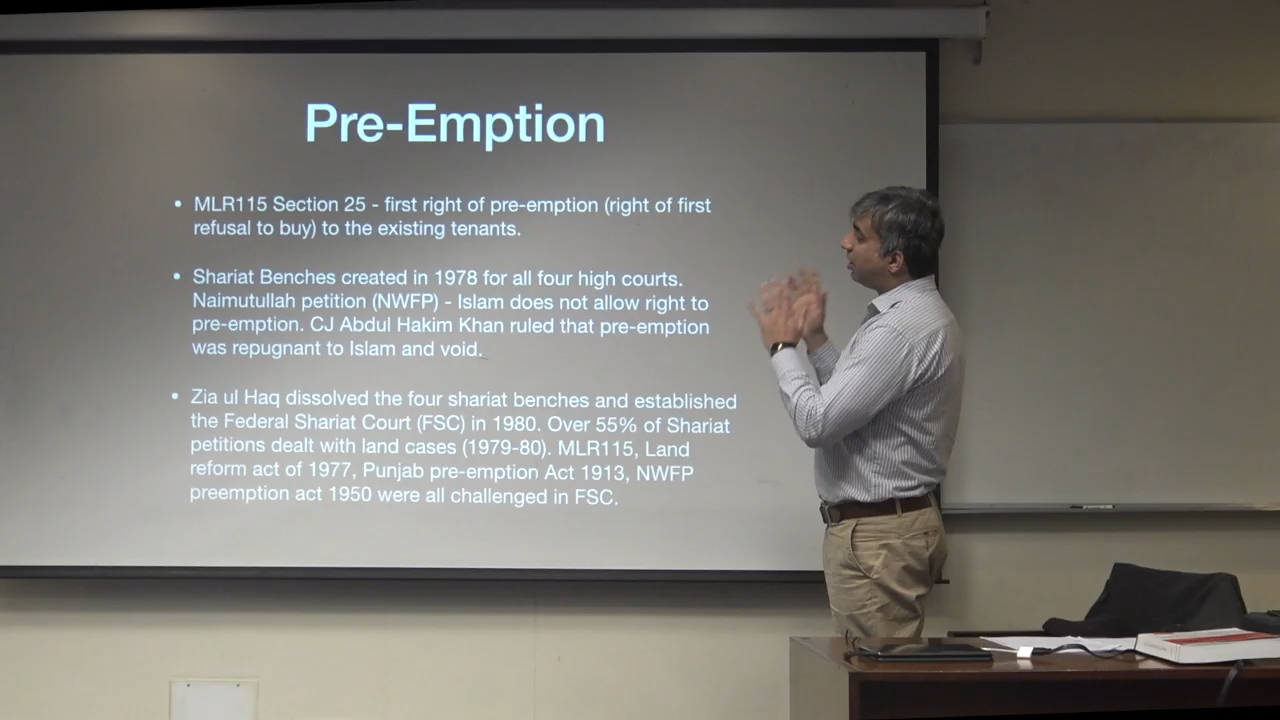 Pre-Emption
• MLR115 Section 25 - first right of pre-emption (right of first
refusal to buy) to the existing tenants.
• Shariat Benches created in 1978 for all four high courts.
Naimutullah petition (NWFP) - Islam does not allow right to
pre-emption. CJ Abdul Hakim Khan ruled that pre-emption
was repugnant to Islam and void.
• Zia ul Haq dissolved the four shariat benches and established
the Federal Shariat Court (FSC) in 1980. Over 55% of Shariat
petitions dealt with land cases (1979-80). MLR115, Land
reform act of 1977, Punjab pre-emption Act 1913, NWFP
preemption act 1950 were all challenged in FSC.